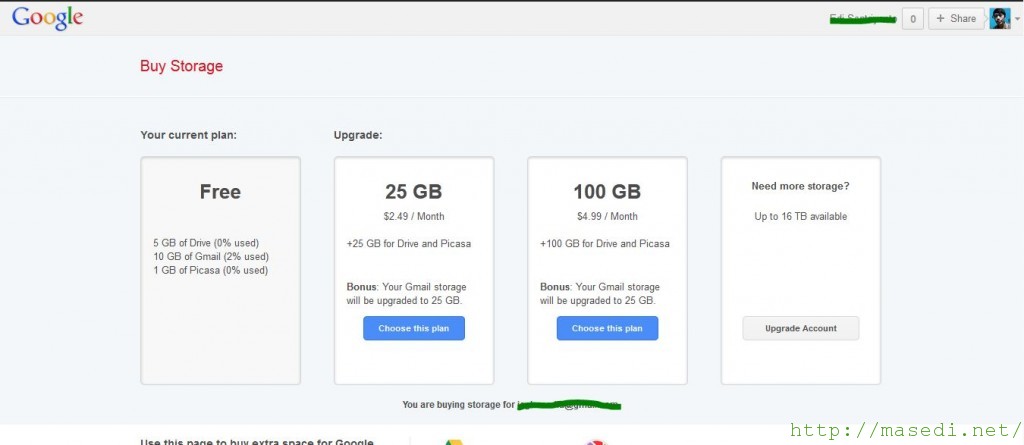 Google
0
+ Share
Buy Storage
Your current plan:
Upgrade:
Free
5 GB of Drive (0% used)
10 GB of Gmail (2% used)
1 GB of Picasa (0% used)
25 GB
$2.49 / Month
+25 GB for Drive and Picasa
Bonus: Your Gmail storage
will be upgraded to 25 GB.
Choose this plan
100 GB
$4.99 / Month
+100 GB for Drive and Picasa
Bonus: Your Gmail storage
will be upgraded to 25 GB.
Choose this plan
Need more storage?
Up to 16 TB available
Upgrade Account
You are buying storage for
http://masedi.net/
Use this page to buy extra space for Google